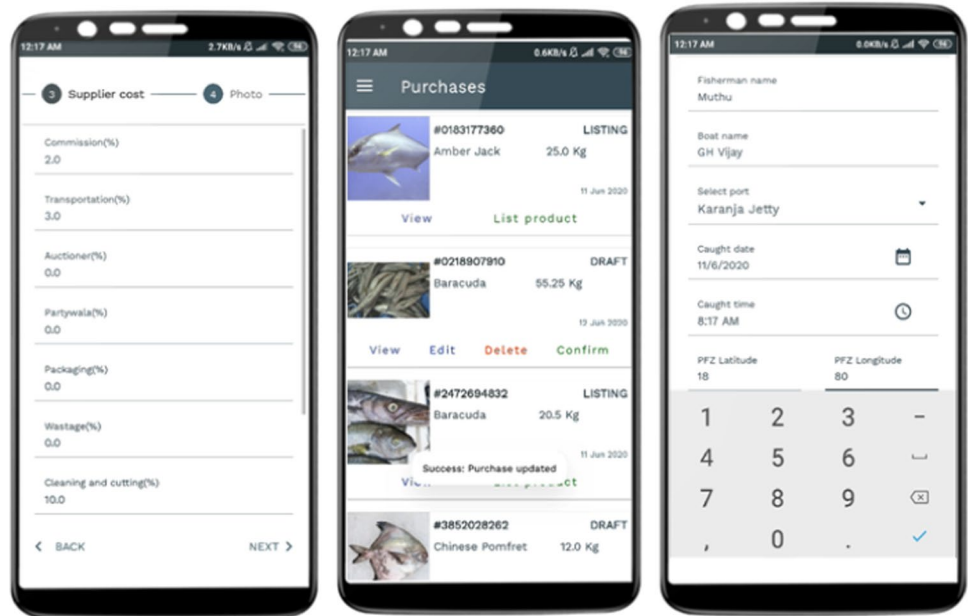 12:17 AM 2.7KB/s 56
3 Supplier cost 4 Photo
Commission(%)
2.0
Transportation(%)
3.0
Auctioner(%)
0.0
Partywala(%)
0.0
Packaging(%)
0.0
Wastage(%)
0.0
Cleaning and cutting(%)
10.0
BACK NEXT
12:17 AM 0.6KB/s 56
Purchases
#0183177360 LISTING
Amber Jack 25.0 Kg
11 Jun 2020
View List product
#0218907910 DRAFT
Baracuda 55.25 Kg
12 Jun 2020
View Edit Delete Confirm
#2472694832 LISTING
Baracuda 20.5 Kg
11 Jun 2020
Success: Purchase updated
#3852028262 DRAFT
Chinese Pomfret 12.0 Kg
12:17 AM 0.0KB/s 56
Fisherman name
Muthu
Boat name
GH Vijay
Select port
Karanja Jetty
Caught date
11/6/2020
Caught time
8:17 AM
PFZ Latitude PFZ Longitude
18 80
1 2 3 –
4 5 6
7 8 9
, 0 .